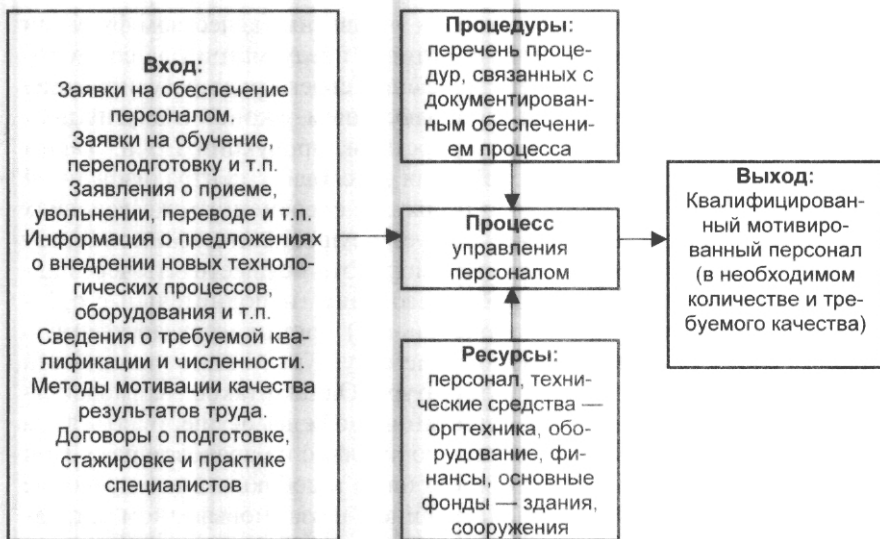 Вход:
Заявки на обеспечение
персоналом.
Заявки на обучение,
переподготовку и т.п.
Заявления о приеме,
увольнении, переводе и т.п.
Информация о предложениях
о внедрении новых техноло-
гических процессов,
оборудования и т.п.
Сведения о требуемой ква-
лификации и численности.
Методы мотивации качества
результатов труда.
Договоры о подготовке,
стажировке и практике
специалистов
Процедуры:
перечень проце-
дур, связанных с
документирован-
ным обеспечени-
ем процесса
Процесс
управления
персоналом
Ресурсы:
персонал, техни-
ческие средства —
оргтехника, обо-
рудование, фи-
нансы, основные
фонды — здания,
сооружения
Выход:
Квалифицирован-
ный мотивиро-
ванный персонал
(в необходимом
количестве и тре-
буемого качества)